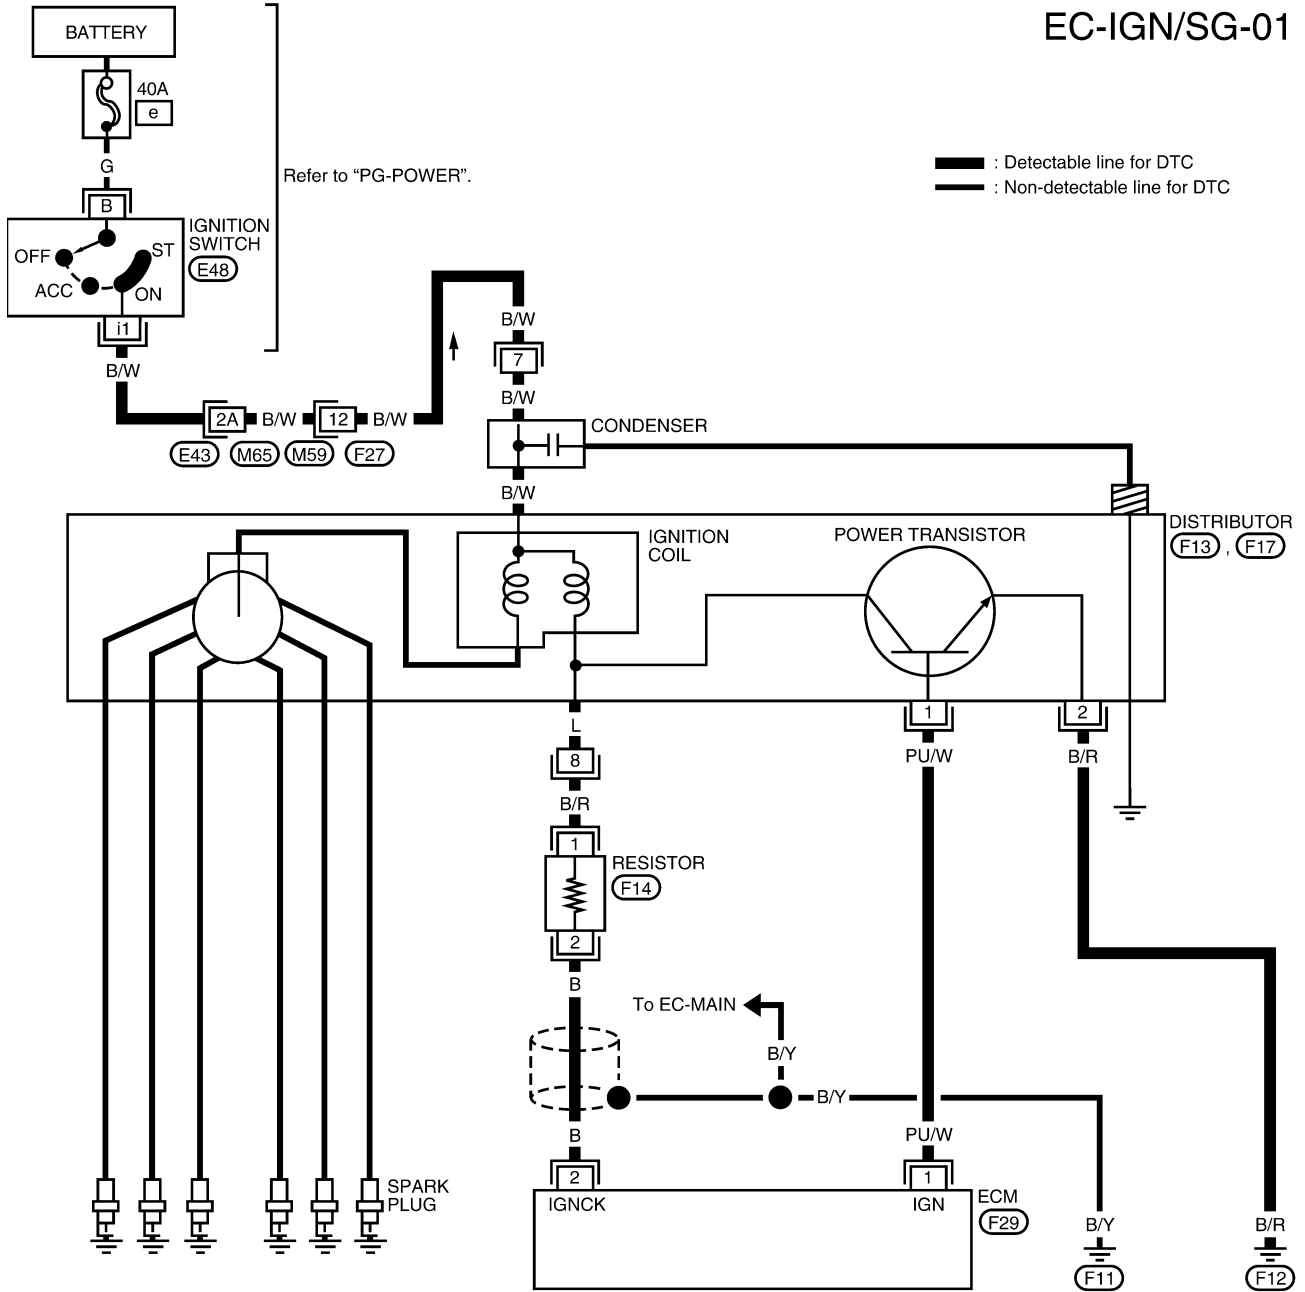 EC-IGN/SG-01
BATTERY
40A
e
G
Refer to “PG-POWER”.
: Detectable line for DTC
: Non-detectable line for DTC
B
IGNITION
SWITCH
E48
OFF
ST
ACC
ON
i1
B/W
B/W
7
B/W
2A
B/W
12
B/W
E43
M65
M59
F27
CONDENSER
B/W
DISTRIBUTOR
F13 , F17
IGNITION
COIL
POWER TRANSISTOR
1
2
L
PU/W
B/R
8
B/R
1
RESISTOR
F14
2
B
To EC-MAIN
B/Y
B/Y
B
PU/W
2
1
SPARK
PLUG
IGNCK
IGN
ECM
F29
B/Y
B/R
F11
F12